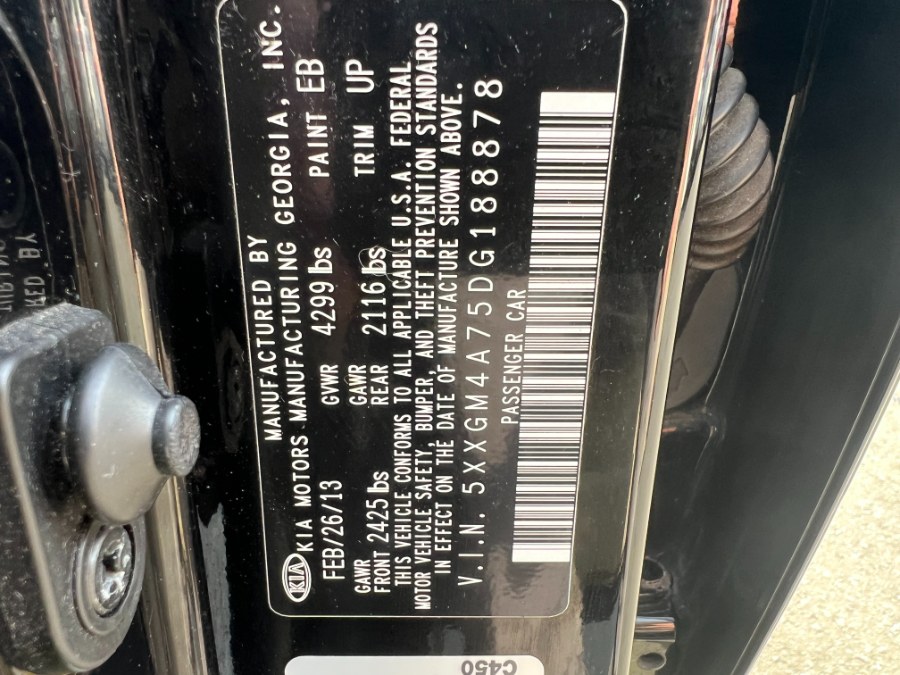 MANUFACTURED BY
KIA KIA MOTORS MANUFACTURING GEORGIA, INC.
FEB/26/13 GVWR 4299 lbs PAINT EB
GAWR FRONT 2425 lbs GAWR REAR 2116 lbs TRIM UP
THIS VEHICLE CONFORMS TO ALL APPLICABLE U.S.A. FEDERAL
MOTOR VEHICLE SAFETY, BUMPER, AND THEFT PREVENTION STANDARDS
IN EFFECT ON THE DATE OF MANUFACTURE SHOWN ABOVE.
V.I.N. 5XXGM4A75DG188878
PASSENGER CAR
C450